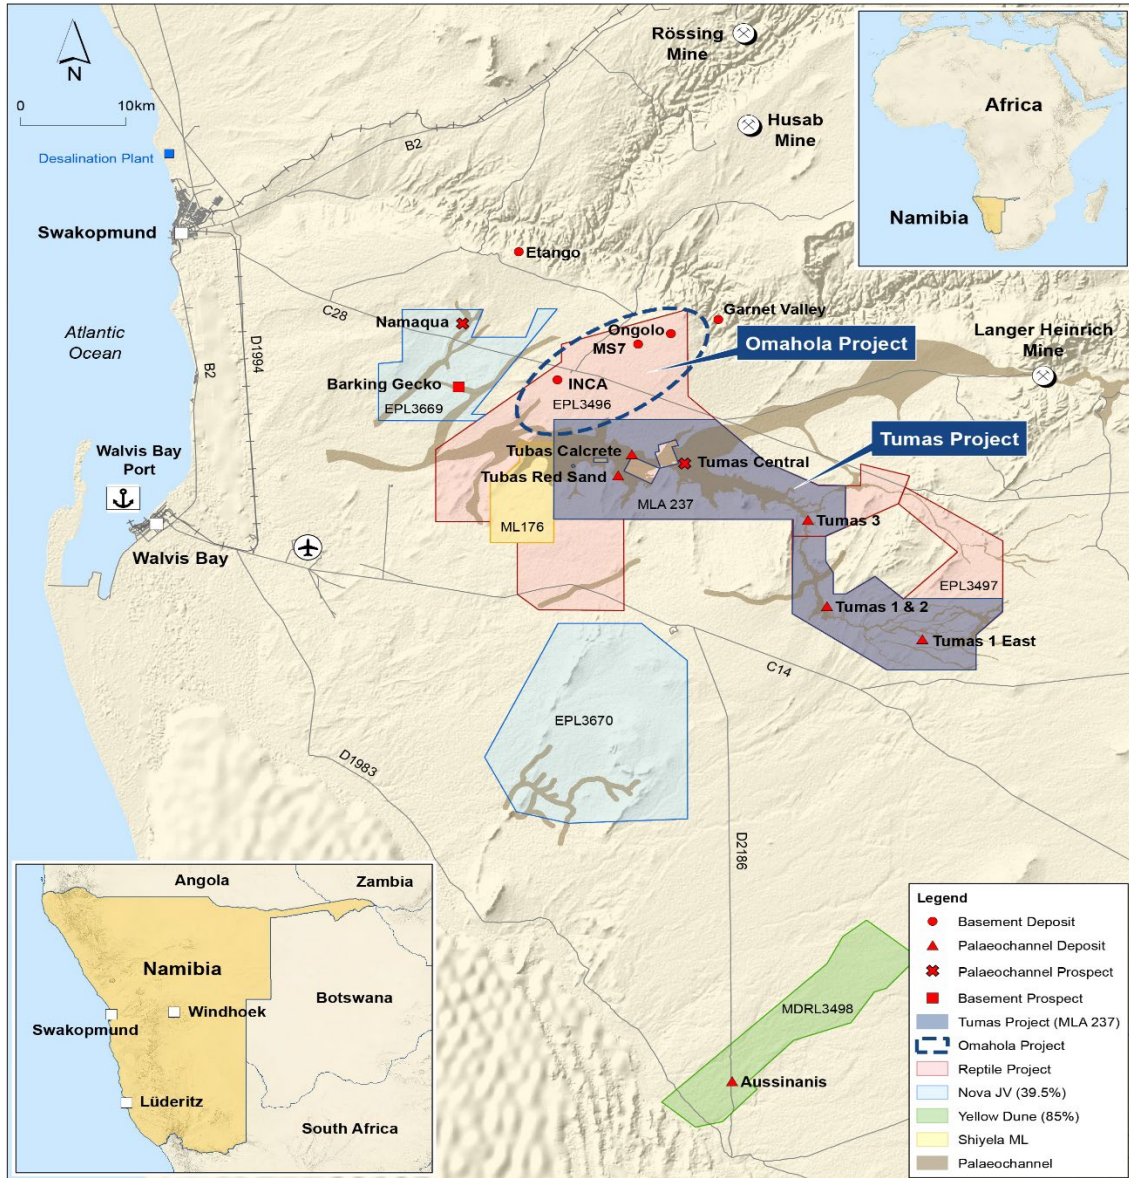 N
0 10km
Desalination Plant
Swakopmund
Atlantic
Ocean
Rössing
Mine
Husab
Mine
B2
Africa
Namibia
Etango
C28
D1994
B2
Namaqua
Barking Gecko
EPL3669
Garnet Valley
Ongolo
MS7
INCA
EPL3496
Omahola Project
Langer Heinrich
Mine
Tumas Project
Walvis Bay
Port
Walvis Bay
Tubas Calcrete
Tubas Red Sand
Tumas Central
MLA 237
ML176
Tumas 3
EPL3497
Tumas 1 & 2
Tumas 1 East
C14
EPL3670
D1983
D2186
MDRL3498
Aussinanis
Angola
Zambia
Namibia
Botswana
Windhoek
Swakopmund
Lüderitz
South Africa
Legend
Basement Deposit
Palaeochannel Deposit
Palaeochannel Prospect
Basement Prospect
Tumas Project (MLA 237)
Omahola Project
Reptile Project
Nova JV (39.5%)
Yellow Dune (85%)
Shiyela ML
Palaeochannel